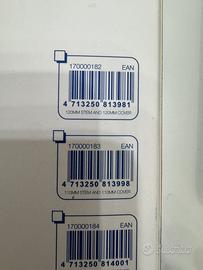 170000182 EAN
4 713250 813981
120MM STEM AND 120MM COVER
170000183 EAN
4 713250 813998
110MM STEM AND 110MM COVER
170000184 EAN
4 713250 814001
subito